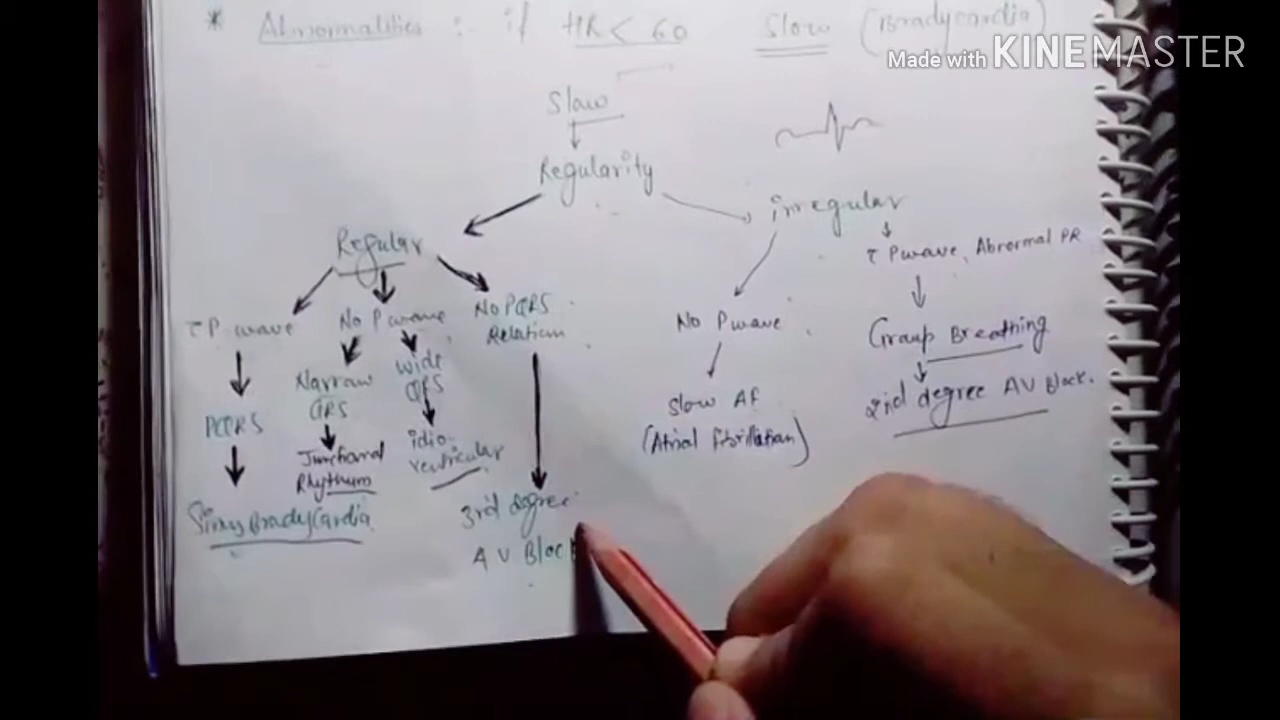 * Abnormalities :- if HR < 60 Slow (Bradycardia)
Made with KINEMASTER
Slow
Regularity
Regular
irregular
P wave
No P wave
No PQRS
Relation
No P wave
P wave, Abnormal PR
Narrow
QRS
wide
QRS
PQRS
Junctional
Rhythum
idio-
ventricular
Sinus BradyCardia
3rd degree
AV Block
Slow AF
(Atrial fibrillation)
Group Breathing
2nd degree AV Block.